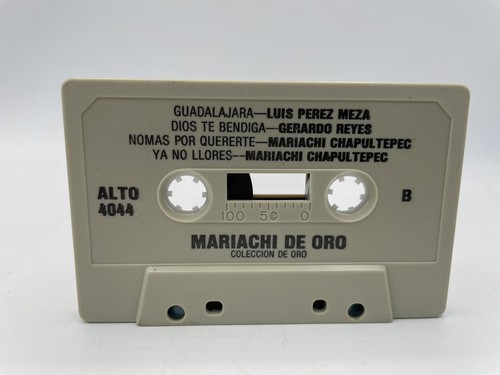 GUADALAJARA—LUIS PEREZ MEZA
DIOS TE BENDIGA—GERARDO REYES
NOMAS POR QUERERTE—MARIACHI CHAPULTEPEC
YA NO LLORES—MARIACHI CHAPULTEPEC
ALTO
4044
B
100 50 0
MARIACHI DE ORO
COLECCION DE ORO